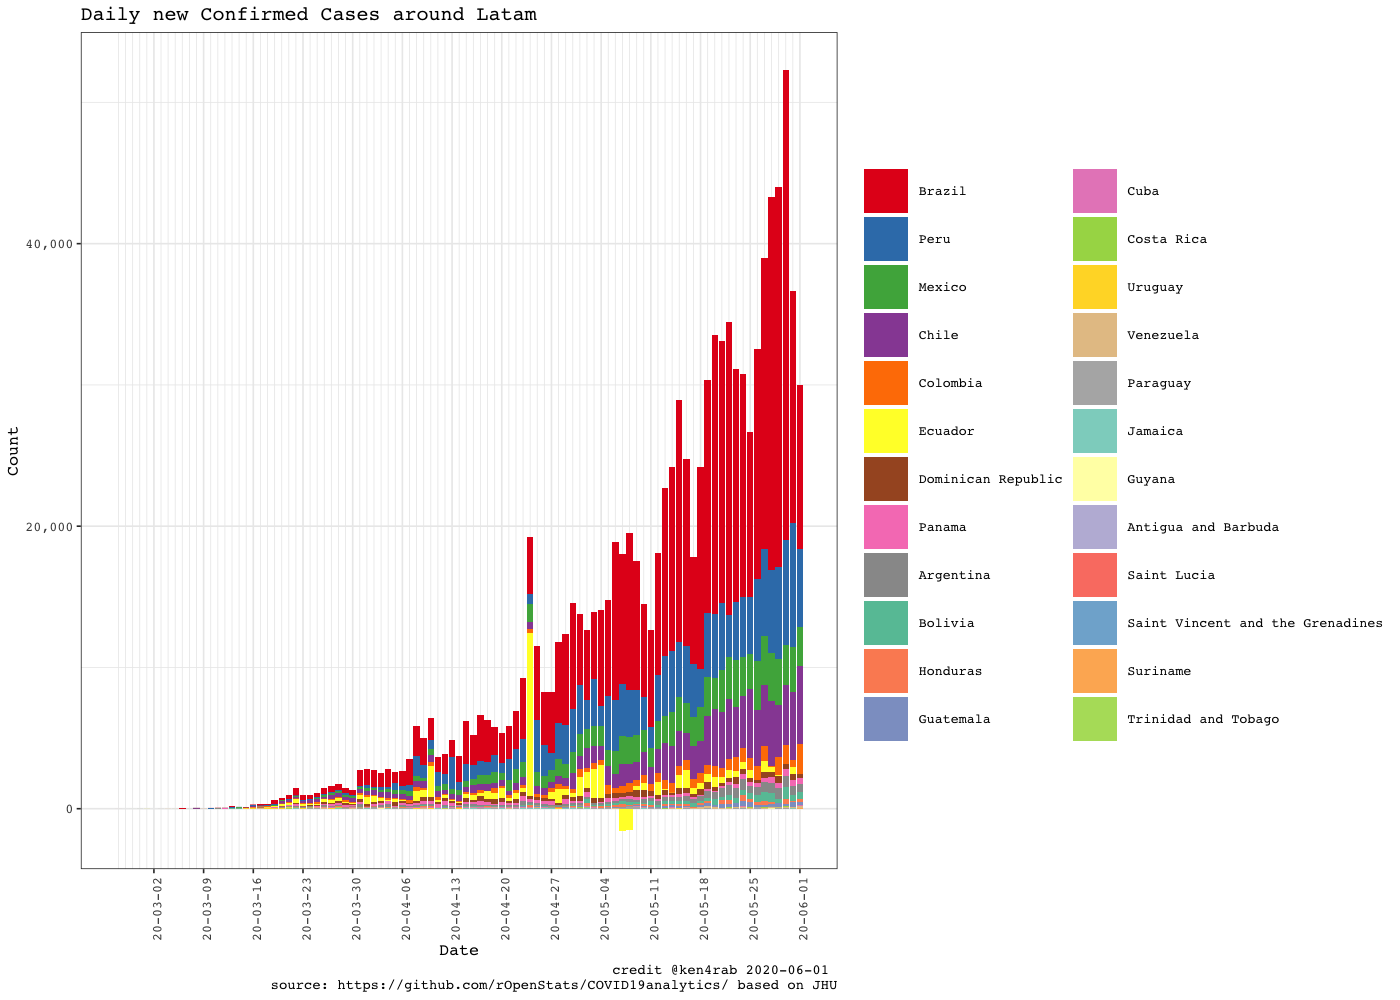 Daily new Confirmed Cases around Latam
Count
40,000
20,000
0
20-03-02
20-03-09
20-03-16
20-03-23
20-03-30
20-04-06
20-04-13
20-04-20
20-04-27
20-05-04
20-05-11
20-05-18
20-05-25
20-06-01
Date
Brazil
Peru
Mexico
Chile
Colombia
Ecuador
Dominican Republic
Panama
Argentina
Bolivia
Honduras
Guatemala
Cuba
Costa Rica
Uruguay
Venezuela
Paraguay
Jamaica
Guyana
Antigua and Barbuda
Saint Lucia
Saint Vincent and the Grenadines
Suriname
Trinidad and Tobago
credit @ken4rab 2020-06-01
source: https://github.com/rOpenStats/COVID19analytics/ based on JHU